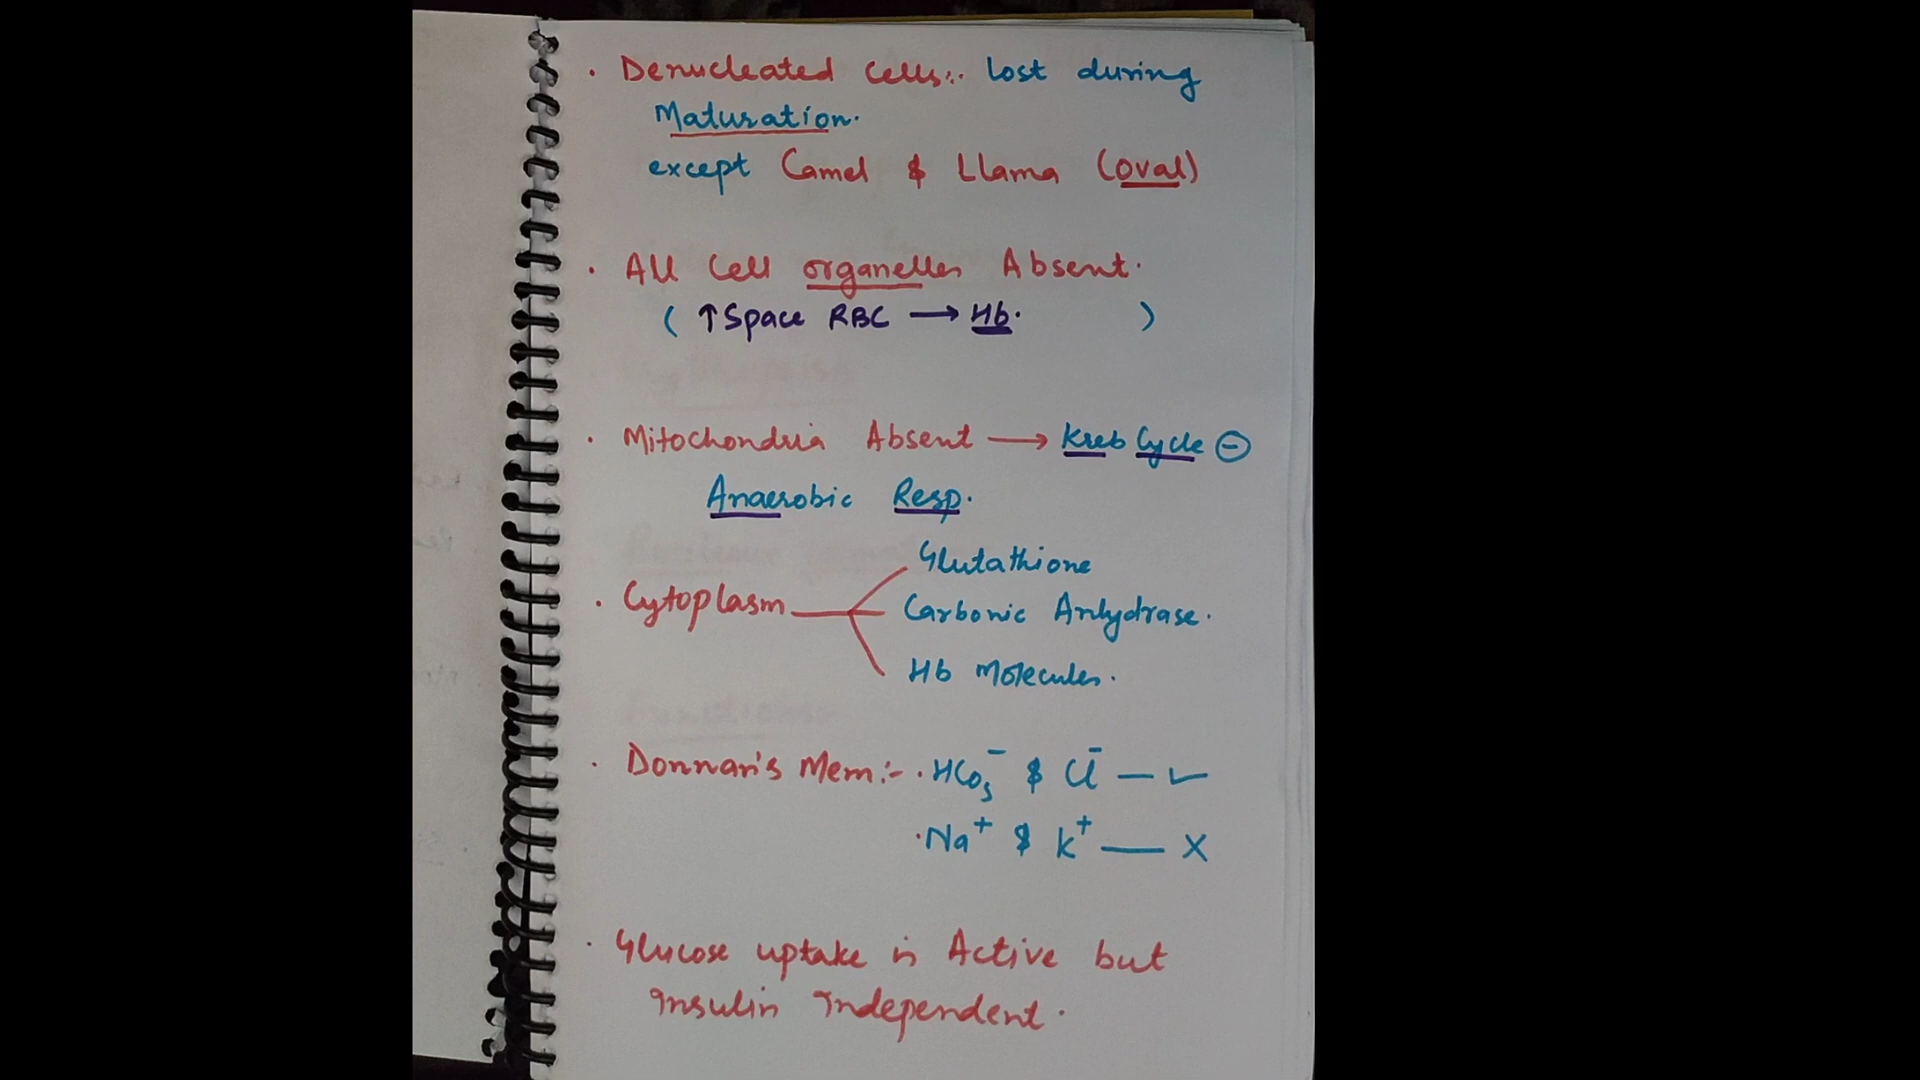 · Denucleated Cells:- Lost during
Maturation.
except Camel & Llama (oval)
· All Cell organelles Absent.
( ↑Space RBC → Hb. )
· Mitochondria Absent → Kreb Cycle ⊖
Anaerobic Resp.
Glutathione
· Cytoplasm Carbonic Anhydrase.
Hb Molecules.
· Donnan's Mem:- · HCO₃⁻ & Cl⁻ — ✓
· Na⁺ & K⁺ — X
· Glucose uptake is Active but
Insulin Independent.